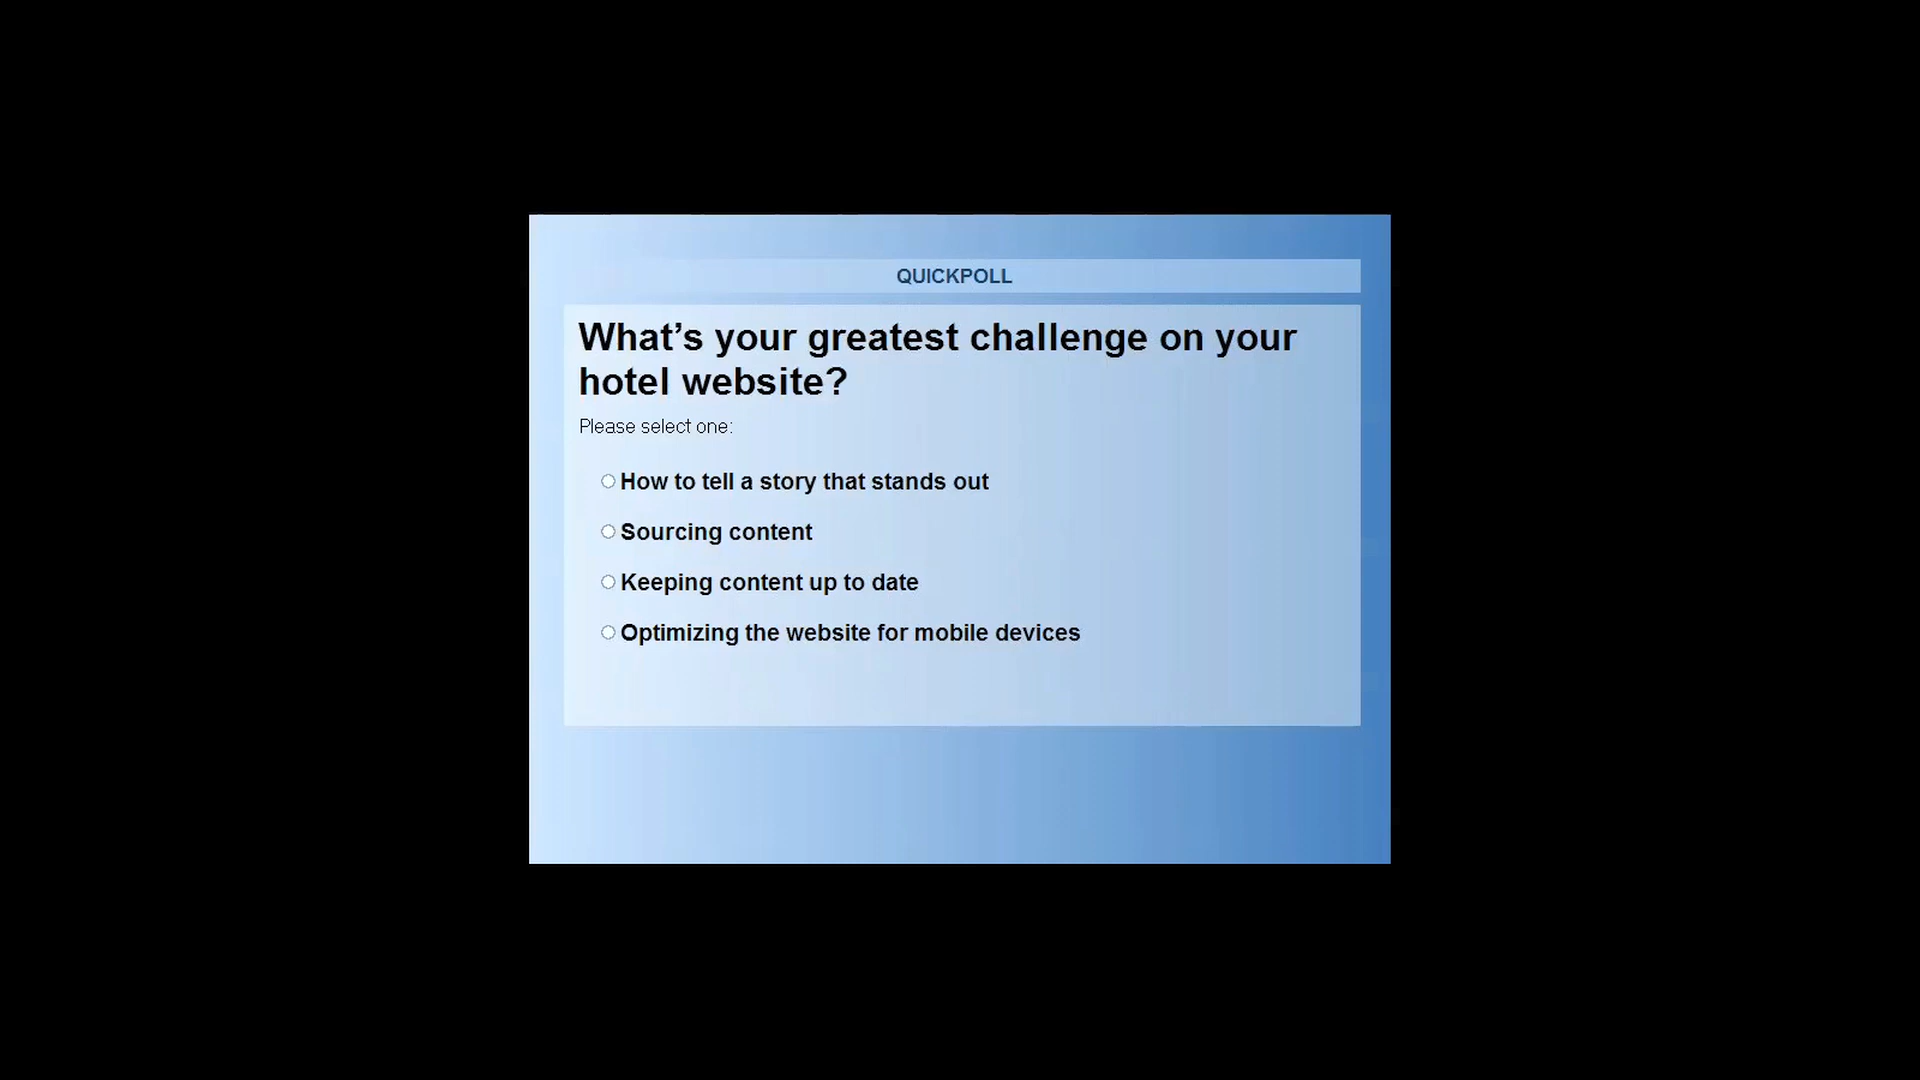 QUICKPOLL
What’s your greatest challenge on your
hotel website?
Please select one:
How to tell a story that stands out
Sourcing content
Keeping content up to date
Optimizing the website for mobile devices